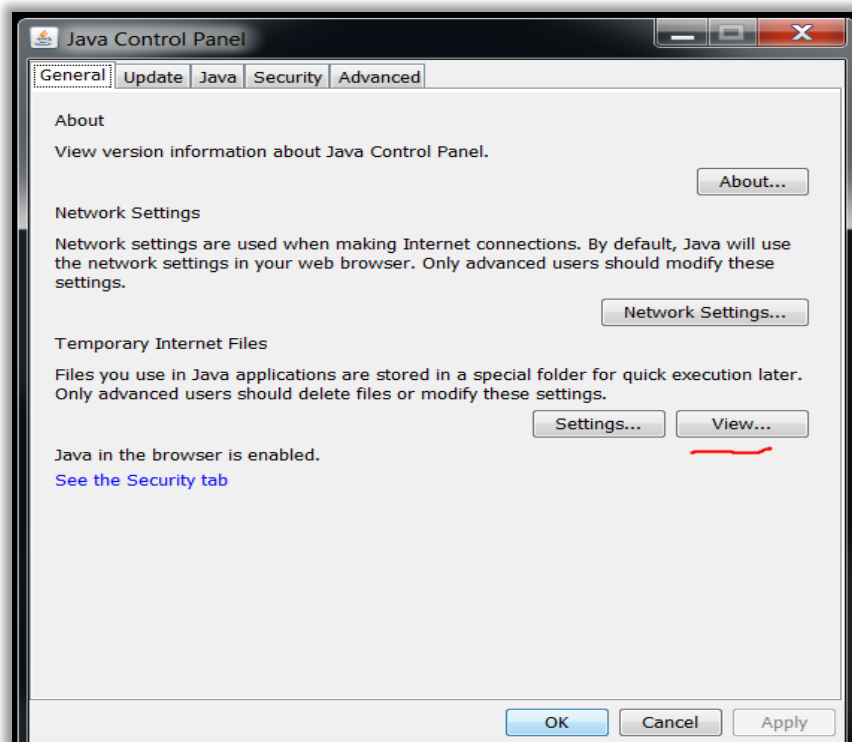 Java Control Panel
General Update Java Security Advanced
About
View version information about Java Control Panel.
About...
Network Settings
Network settings are used when making Internet connections. By default, Java will use
the network settings in your web browser. Only advanced users should modify these
settings.
Network Settings...
Temporary Internet Files
Files you use in Java applications are stored in a special folder for quick execution later.
Only advanced users should delete files or modify these settings.
Settings... View...
Java in the browser is enabled.
See the Security tab
OK Cancel Apply